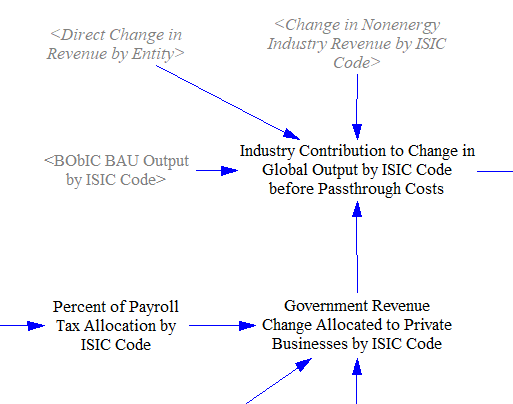 <Direct Change in
Revenue by Entity>
<Change in Nonenergy
Industry Revenue by ISIC
Code>
<BObIC BAU Output
by ISIC Code>
Industry Contribution to Change in
Global Output by ISIC Code
before Passthrough Costs
Percent of Payroll
Tax Allocation by
ISIC Code
Government Revenue
Change Allocated to Private
Businesses by ISIC Code